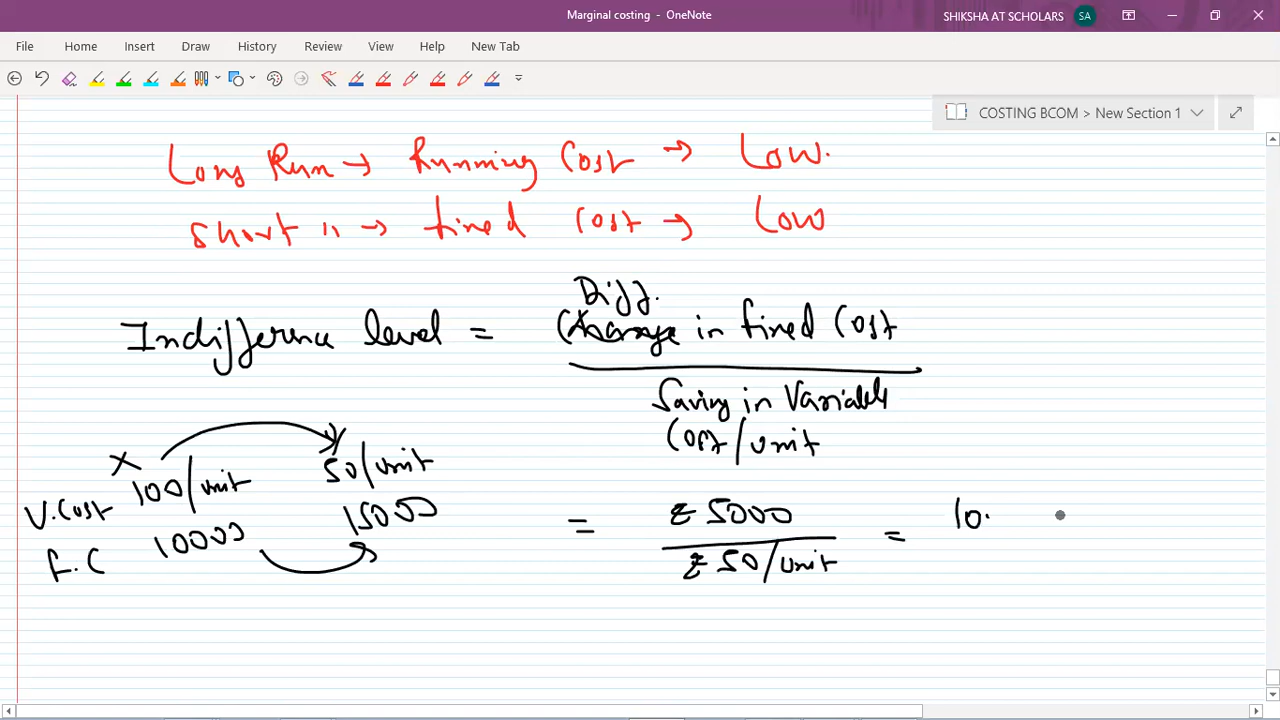 Marginal costing - OneNote
SHIKSHA AT SCHOLARS SA
File Home Insert Draw History Review View Help New Tab
COSTING BCOM > New Section 1
Long Run → Running Cost → Low.
Short 11 → fixed Cost → Low
Diff.
Indifference level = Change in fixed Cost
Saving in Variable
Cost/unit
X
100/unit 50/unit
V.Cost
10000 15000
F.C
= ₹ 5000 = 10.
₹ 50/unit